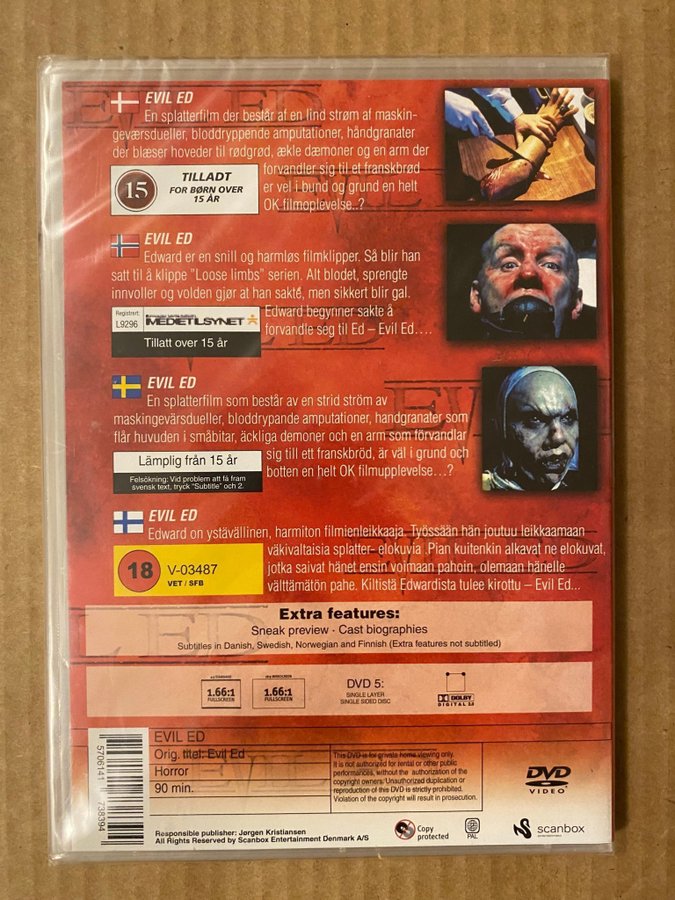 EVIL ED
En splatterfilm der består af en lind strøm af maskin-
geværsdueller, bloddryppende amputationer, håndgranater
der blæser hoveder til rødgrød, ækle dæmoner og en arm der
forvandler sig til et franskbrød
er vel i bund og grund en helt
OK filmoplevelse..?
15
TILLADT
FOR BØRN OVER
15 ÅR
EVIL ED
Edward er en snill og harmløs filmklipper. Så blir han
satt til å klippe "Loose limbs" serien. Alt blodet, sprengte
innvoller og volden gjør at han sakte, men sikkert blir gal.
Edward begynner sakte å
forvandle seg til Ed – Evil Ed….
Registrert:
L9296
MEDIETILSYNET
Tillatt over 15 år
EVIL ED
En splatterfilm som består av en strid ström av
maskingevärsdueller, bloddrypande amputationer, handgranater som
flår huvuden i småbitar, äckliga demoner och en arm som förvandlar
sig till ett franskbröd, är väl i grund och
botten en helt OK filmupplevelse...?
Lämplig från 15 år
Felsökning: Vid problem att få fram
svensk text, tryck "Subtitle" och 2.
EVIL ED
Edward on ystävällinen, harmiton filmienleikkaaja. Työssään hän joutuu leikkaamaan
väkivaltaisia splatter- elokuvia .Pian kuitenkin alkavat ne elokuvat,
jotka saivat hänet ensin voimaan pahoin, olemaan hänelle
välttämätön pahe. Kiltistä Edwardista tulee kirottu – Evil Ed...
18
V-03487
VET / SFB
Extra features:
Sneak preview · Cast biographies
Subtitles in Danish, Swedish, Norwegian and Finnish (Extra features not subtitled)
1.66:1
FULLSCREEN
1.66:1
FULLSCREEN
DVD 5:
SINGLE LAYER
SINGLE SIDED DISC
DOLBY
DIGITAL 2.0
EVIL ED
Orig. titel: Evil Ed
Horror
90 min.
This DVD is for private home viewing only.
It is not authorized for rental or other public
performances, without the authorization of the
copyright owners. Unauthorized duplication or
reproduction of this DVD is strictly prohibited.
Violation of the copyright will result in prosecution.
DVD
VIDEO
5706141 738394
Responsible publisher: Jørgen Kristiansen
All Rights Reserved by Scanbox Entertainment Denmark A/S
Copy
protected
PAL
scanbox